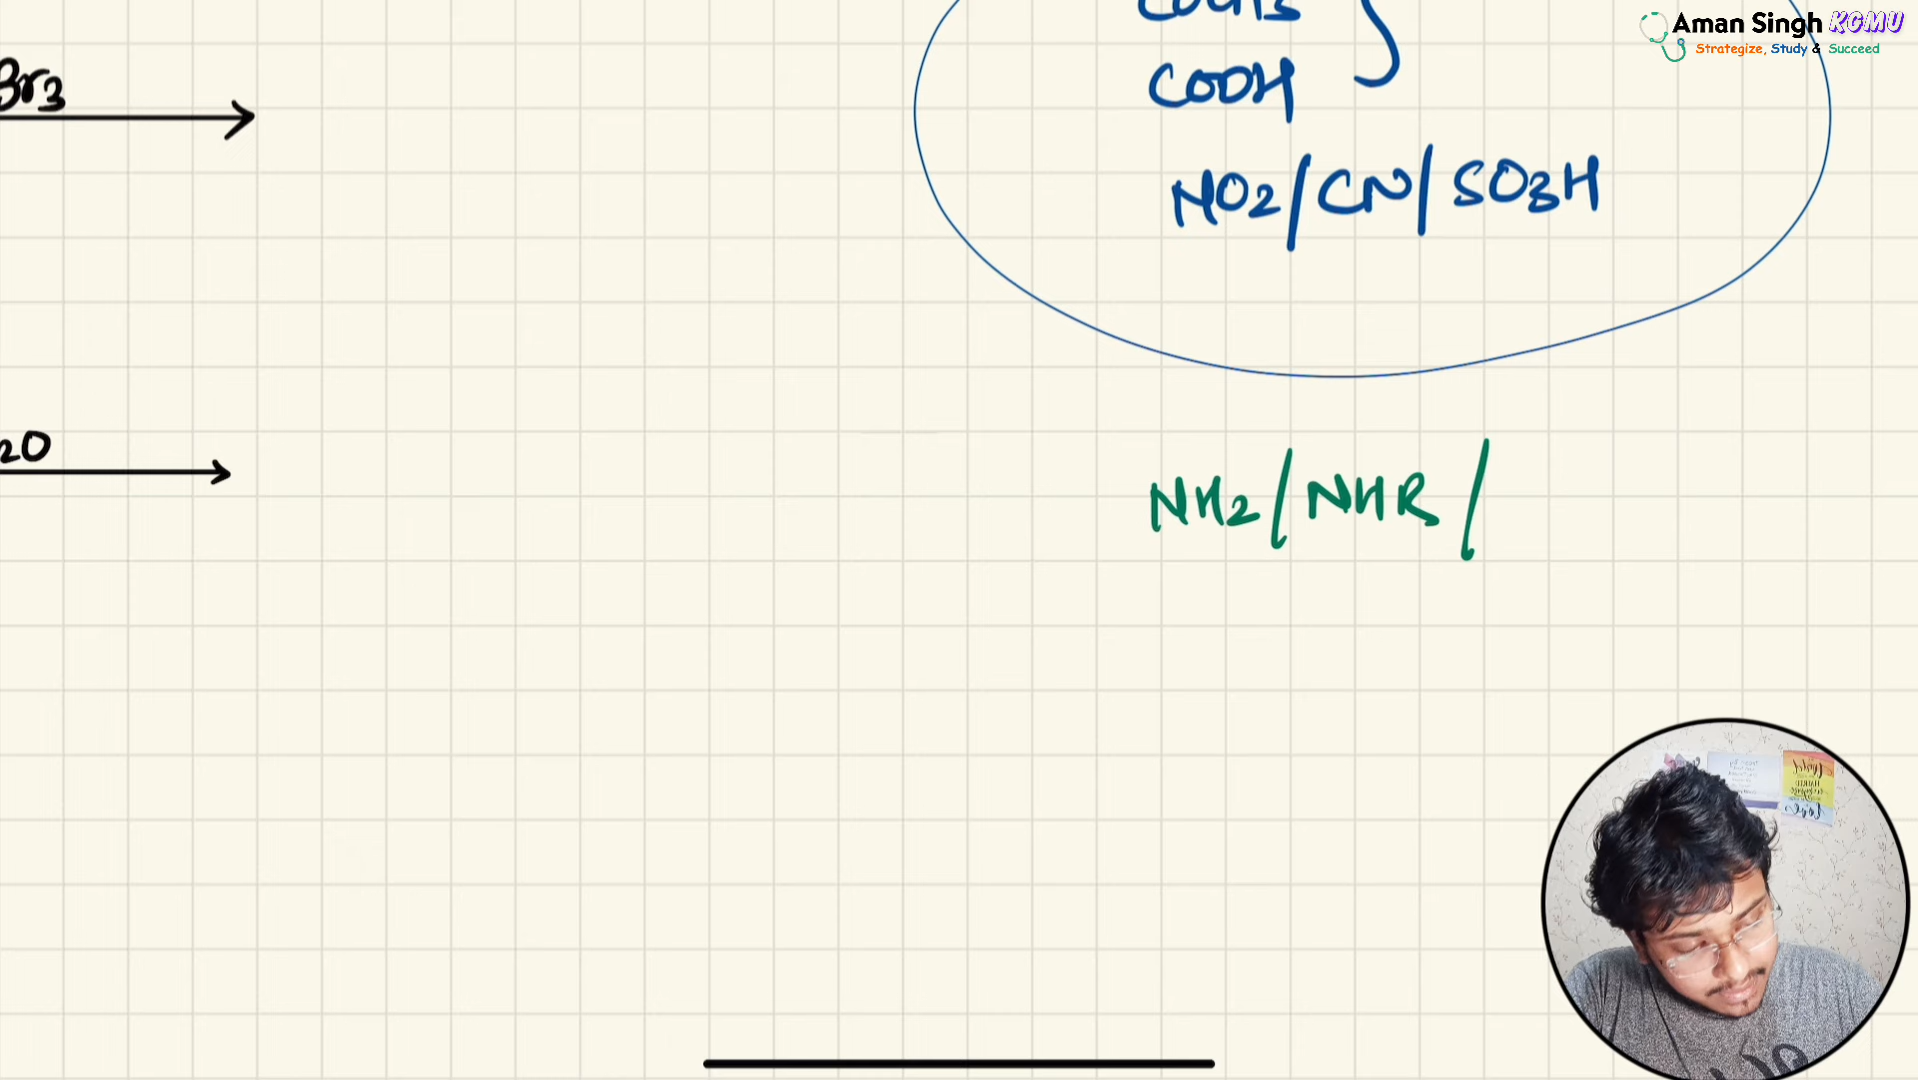 Aman Singh KGMU
Strategize, Study & Succeed
Br3
COOH
NO2/CN/SO3H
2O
NH2/NHR/